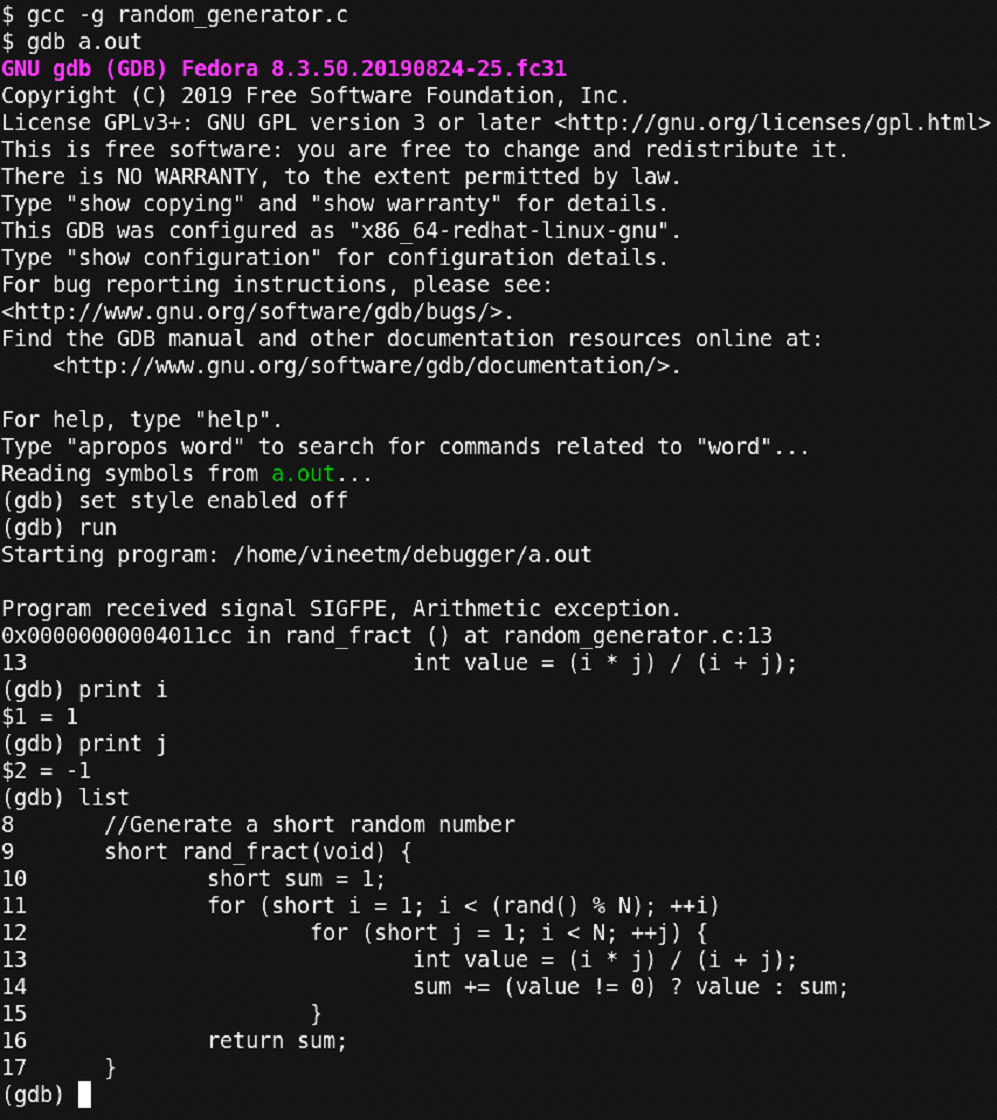 $ gcc -g random_generator.c
$ gdb a.out
GNU gdb (GDB) Fedora 8.3.50.20190824-25.fc31
Copyright (C) 2019 Free Software Foundation, Inc.
License GPLv3+: GNU GPL version 3 or later <http://gnu.org/licenses/gpl.html>
This is free software: you are free to change and redistribute it.
There is NO WARRANTY, to the extent permitted by law.
Type "show copying" and "show warranty" for details.
This GDB was configured as "x86_64-redhat-linux-gnu".
Type "show configuration" for configuration details.
For bug reporting instructions, please see:
<http://www.gnu.org/software/gdb/bugs/>.
Find the GDB manual and other documentation resources online at:
    <http://www.gnu.org/software/gdb/documentation/>.

For help, type "help".
Type "apropos word" to search for commands related to "word"...
Reading symbols from a.out...
(gdb) set style enabled off
(gdb) run
Starting program: /home/vineetm/debugger/a.out

Program received signal SIGFPE, Arithmetic exception.
0x00000000004011cc in rand_fract () at random_generator.c:13
13                              int value = (i * j) / (i + j);
(gdb) print i
$1 = 1
(gdb) print j
$2 = -1
(gdb) list
8       //Generate a short random number
9       short rand_fract(void) {
10              short sum = 1;
11              for (short i = 1; i < (rand() % N); ++i)
12                      for (short j = 1; i < N; ++j) {
13                              int value = (i * j) / (i + j);
14                              sum += (value != 0) ? value : sum;
15                      }
16              return sum;
17      }
(gdb)